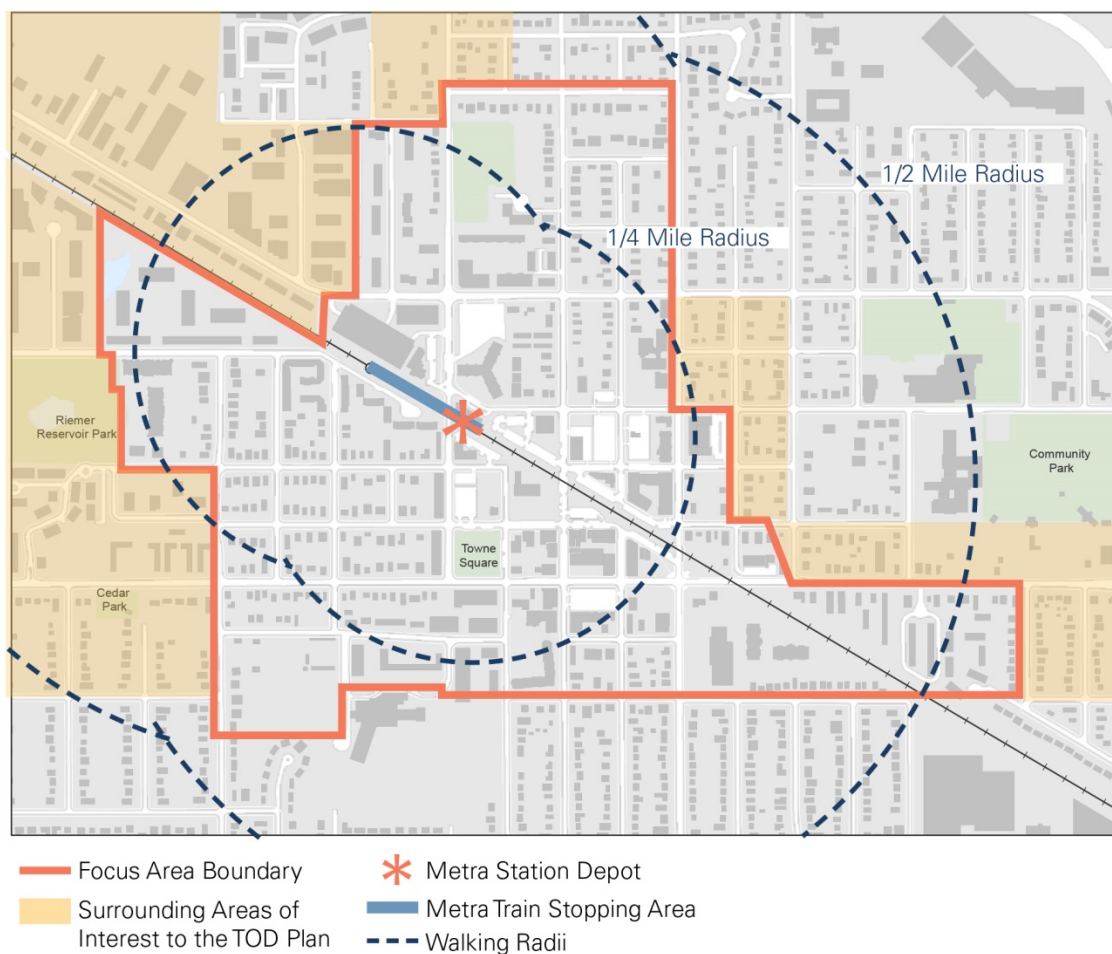 1/2 Mile Radius
1/4 Mile Radius
Riemer
Reservoir Park
Community
Park
Towne
Square
Cedar
Park
Focus Area Boundary
Surrounding Areas of
Interest to the TOD Plan
Metra Station Depot
Metra Train Stopping Area
Walking Radii